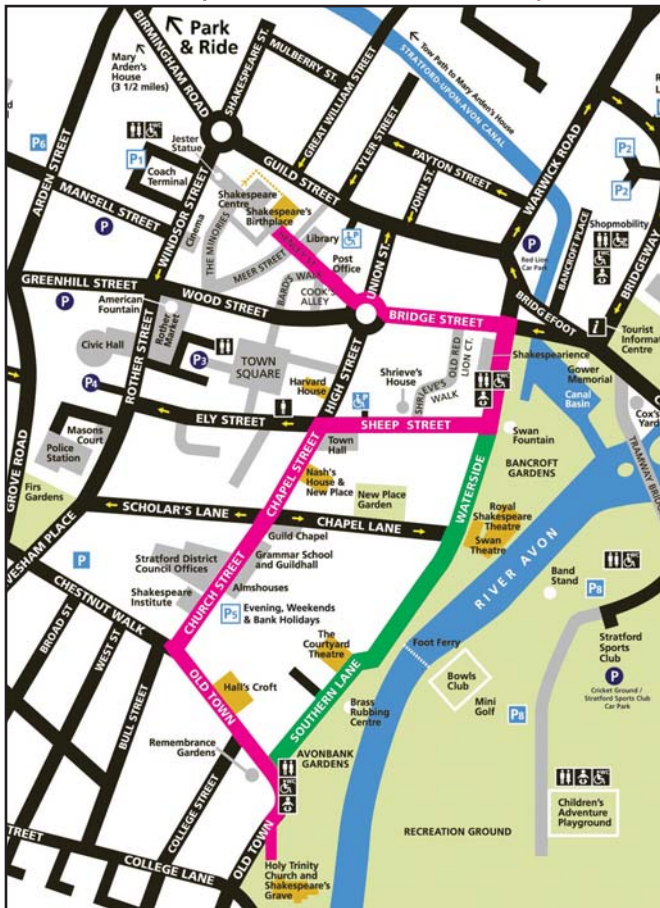 Park
& Ride
Mary
Arden's
House
(3 1/2 miles)
BIRMINGHAM ROAD
SHAKESPEARE ST.
MULBERRY ST.
GREAT WILLIAM STREET
Tow Path to Mary Arden's House
STRATFORD-UPON-AVON CANAL
WARWICK ROAD
ARDEN STREET
P6
P1
Coach
Terminal
Jester
Statue
GUILD STREET
TYLER STREET
PAYTON STREET
JOHN ST.
P2
P2
MANSELL STREET
WINDSOR STREET
Shakespeare
Centre
Shakespeare's
Birthplace
Cinema
THE MINORIES
HENLEY ST.
MEER STREET
Library
P
Post
Office
UNION ST.
P
Red Lion
Car Park
BANCROFT PLACE
Shopmobility
BRIDGEWAY
P
GREENHILL STREET
P
American
Fountain
WOOD STREET
BARD'S WALK
COOK'S
ALLEY
BRIDGE STREET
BRIDGEFOOT
i
Tourist
Informat
Centre
Rother
Market
Civic Hall
ROTHER STREET
P3
P4
TOWN
SQUARE
HIGH STREET
Harvard
House
Shrieve's
House
SHRIEVE'S
WALK
OLD RED
LION CT.
Shakespearience
Gower
Memorial
Canal
Basin
Cox's
Yard
TRAMWAY BRIDG
ELY STREET
P
SHEEP STREET
Swan
Fountain
BANCROFT
GARDENS
Masons
Court
Police
Station
GROVE ROAD
Firs
Gardens
Town
Hall
CHAPEL STREET
Nash's
House &
New Place
New Place
Garden
WATERSIDE
Royal
Shakespeare
Theatre
Swan
Theatre
EVESHAM PLACE
SCHOLAR'S LANE
CHAPEL LANE
Guild Chapel
Grammar School
and Guildhall
RIVER AVON
Band
Stand
P8
P
Stratford District
Council Offices
CHURCH STREET
Almshouses
Shakespeare
Institute
P5
Evening, Weekends
& Bank Holidays
CHESTNUT WALK
BROAD ST
WEST ST
BULL STREET
The
Courtyard
Theatre
Foot Ferry
Bowls
Club
Mini
Golf
P8
Stratford
Sports
Club
P
Cricket Ground /
Stratford Sports Club
Car Park
OLD TOWN
Hall's Croft
SOUTHERN LANE
Brass
Rubbing
Centre
Remembrance
Gardens
AVONBANK
GARDENS
COLLEGE STREET
Children's
Adventure
Playground
RECREATION GROUND
TREET
COLLEGE LANE
OLD TOWN
Holy Trinity
Church and
Shakespeare's
Grave